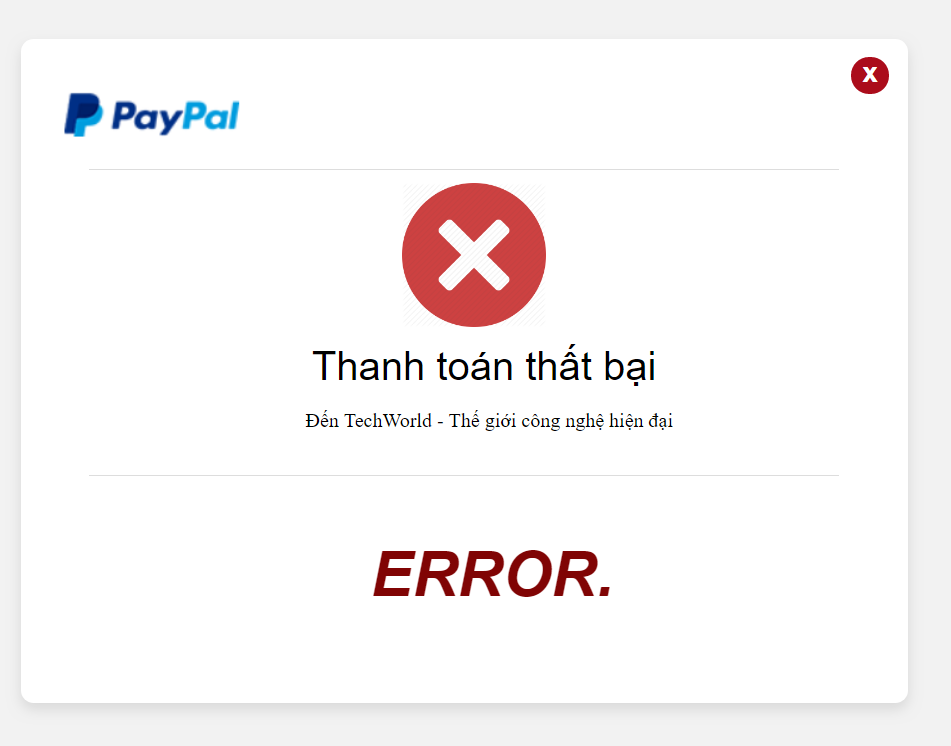 X
PayPal
Thanh toán thất bại
Đến TechWorld - Thế giới công nghệ hiện đại
ERROR.